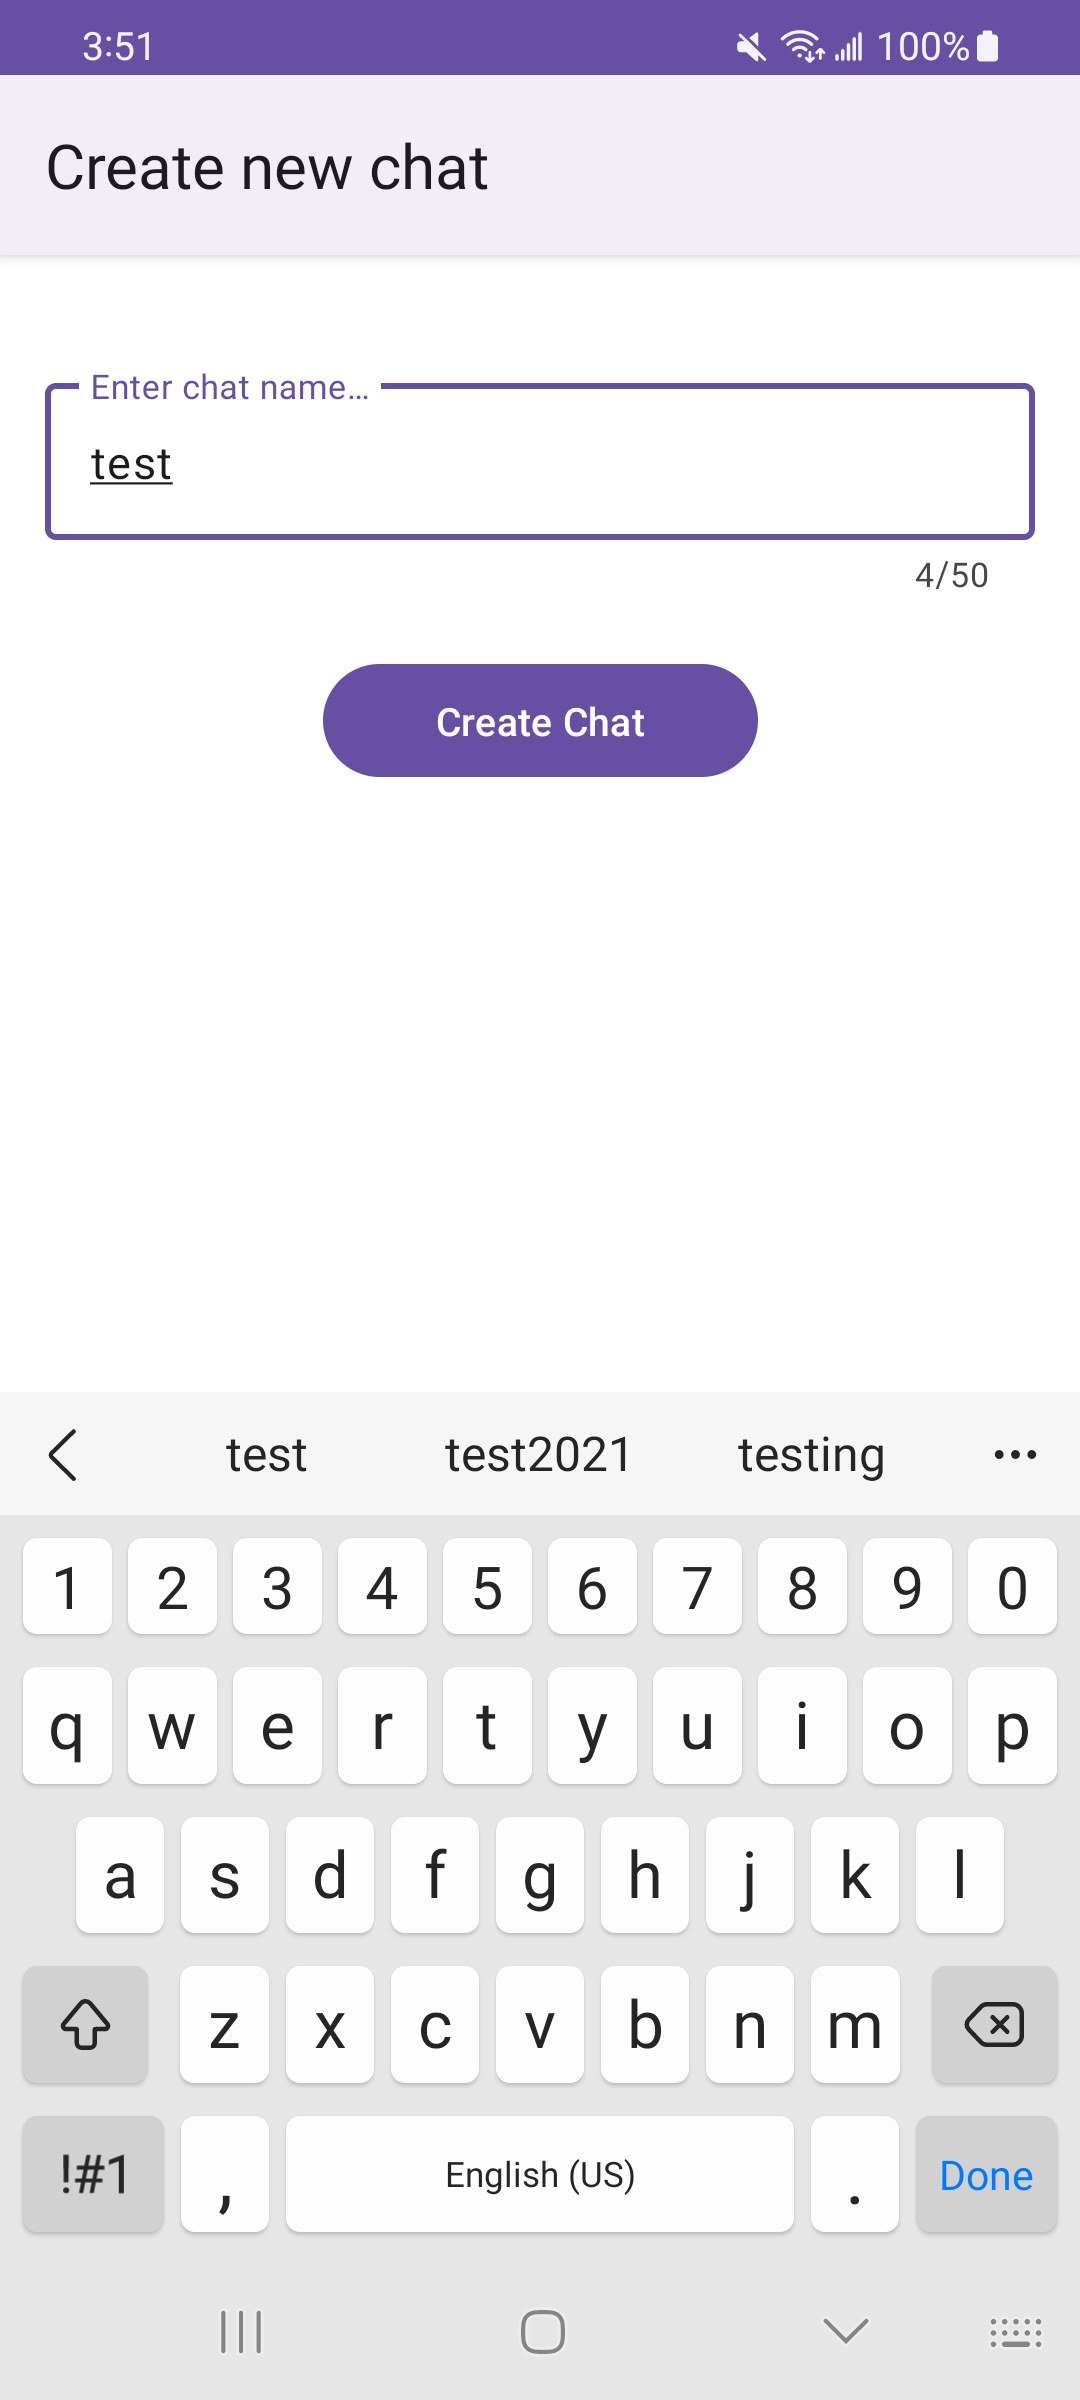 3:51 100%
Create new chat
Enter chat name...
test
4/50
Create Chat
test test2021 testing
1 2 3 4 5 6 7 8 9 0
q w e r t y u i o p
a s d f g h j k l
z x c v b n m
!#1 , English (US) . Done